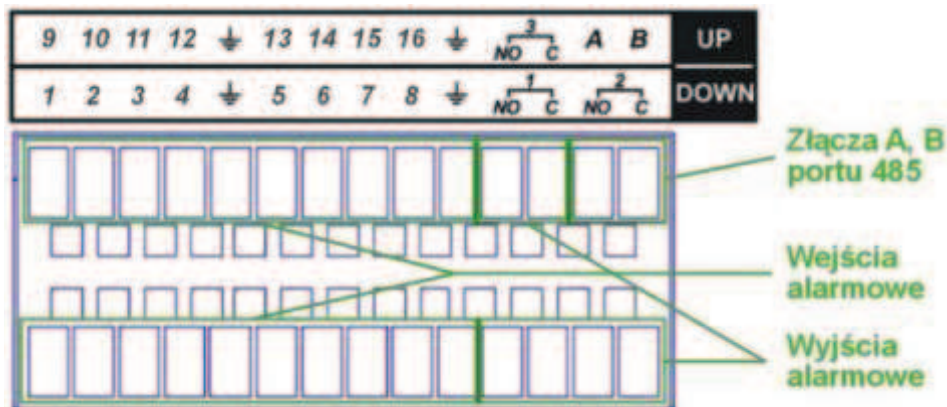 9 10 11 12 ⏚ 13 14 15 16 ⏚ 3 NO C A B UP
1 2 3 4 ⏚ 5 6 7 8 ⏚ 1 NO C 2 NO C DOWN
Złącza A, B
portu 485
Wejścia
alarmowe
Wyjścia
alarmowe